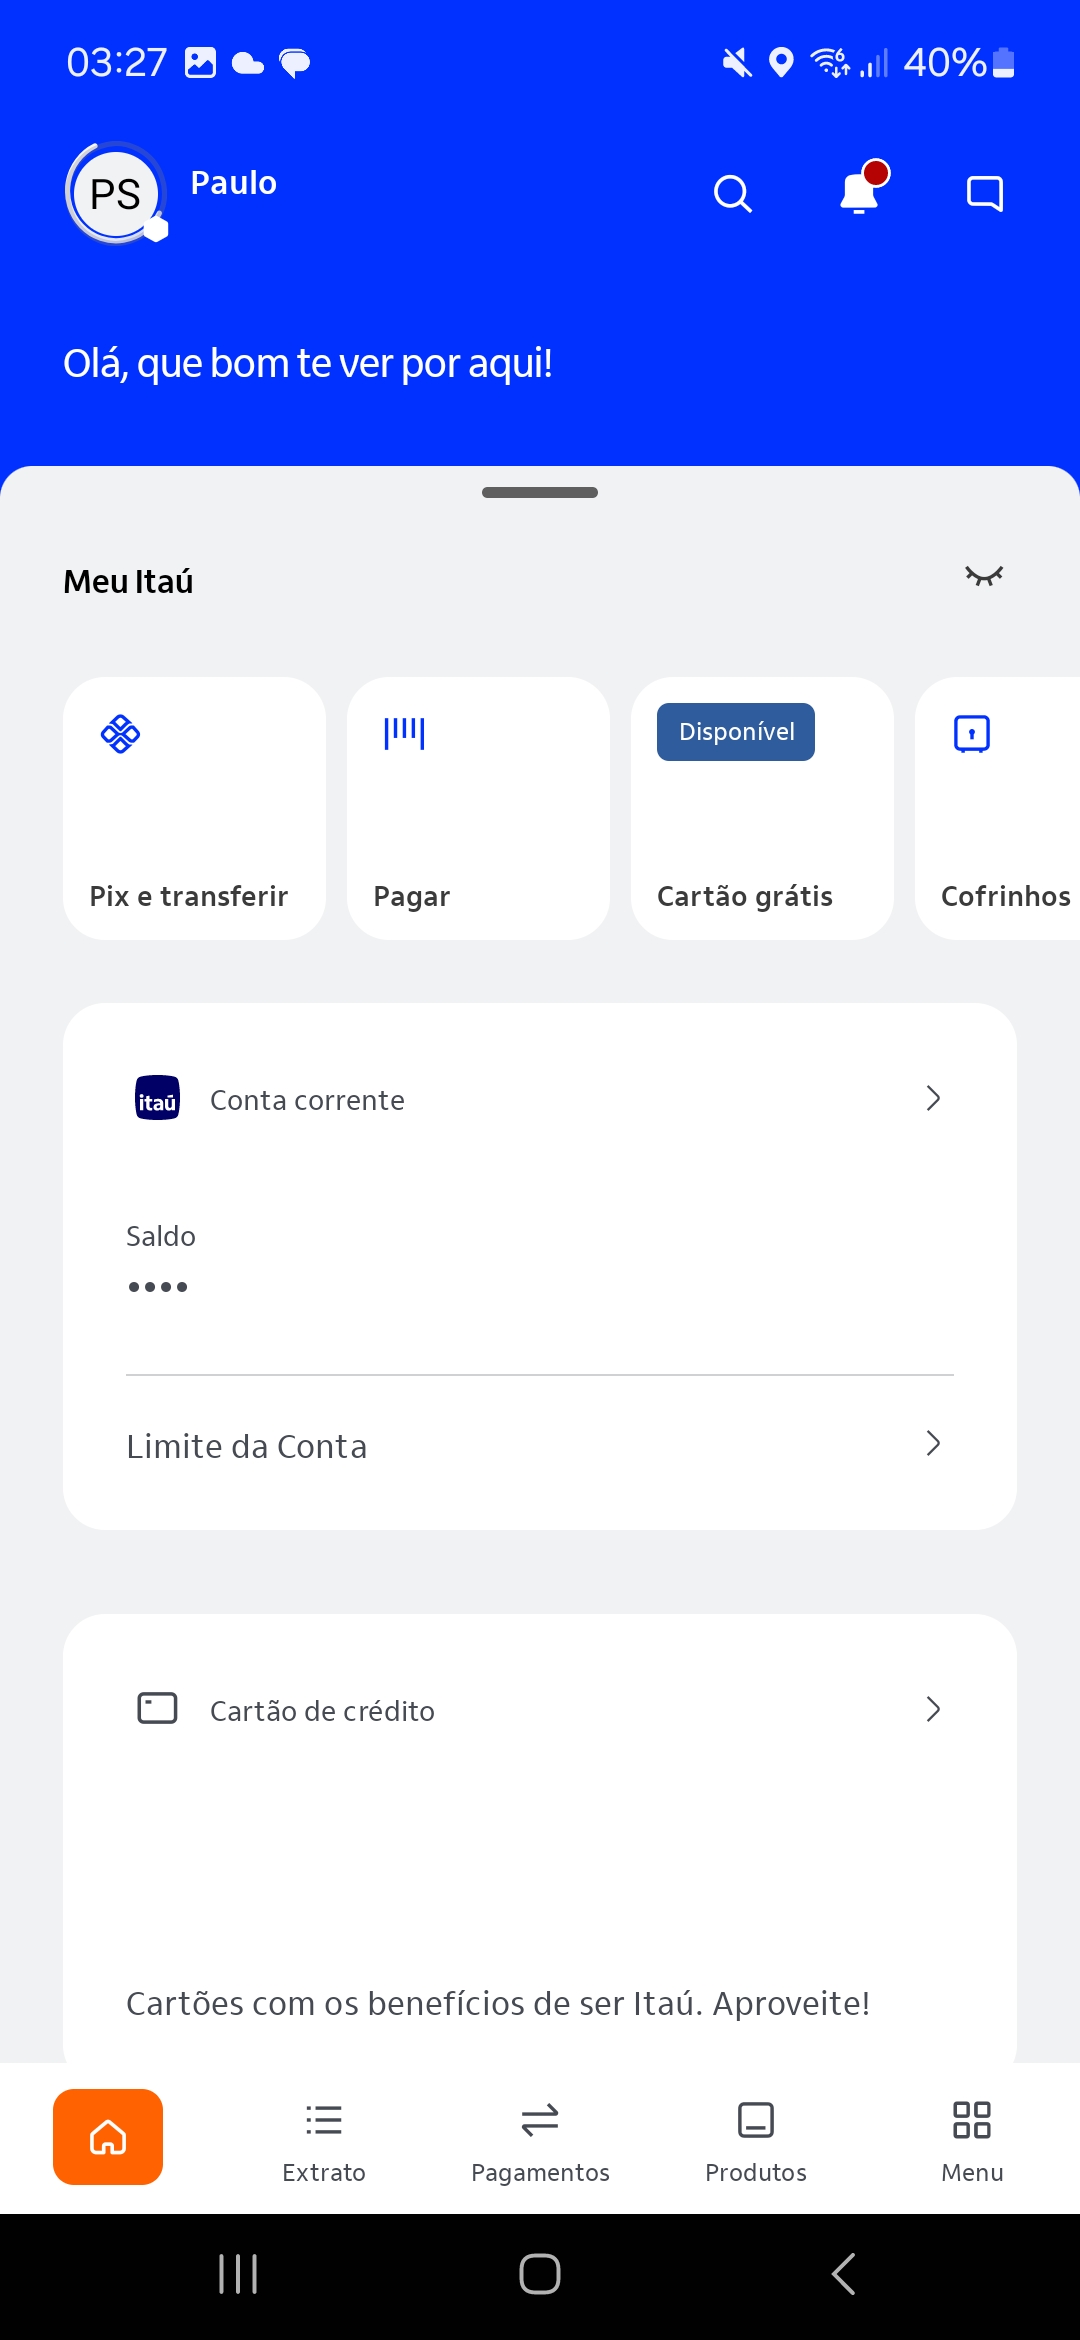 03:27
40%
PS
Paulo
Olá, que bom te ver por aqui!
Meu Itaú
Disponível
Pix e transferir
Pagar
Cartão grátis
Cofrinhos
itaú
Conta corrente
Saldo
••••
Limite da Conta
Cartão de crédito
Cartões com os benefícios de ser Itaú. Aproveite!
Extrato
Pagamentos
Produtos
Menu